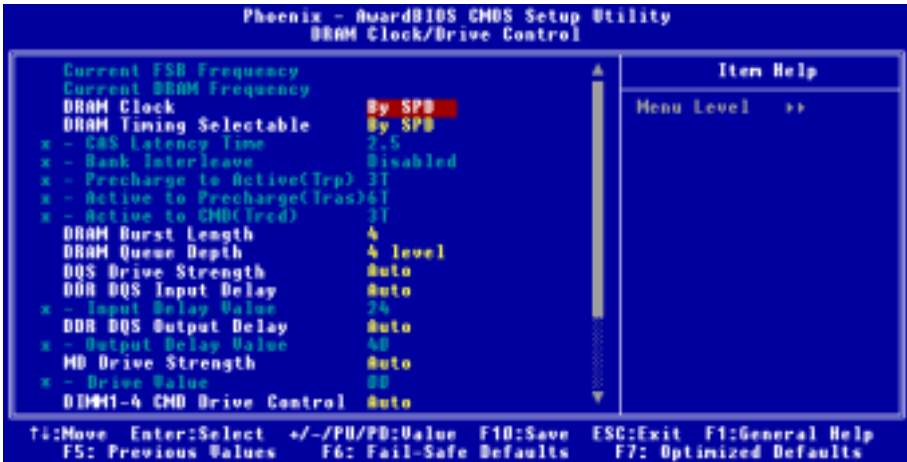 Phoenix - AwardBIOS CMOS Setup Utility
DRAM Clock/Drive Control
Current FSB Frequency
Current DRAM Frequency
DRAM Clock By SPD
DRAM Timing Selectable By SPD
x - CAS Latency Time 2.5
x - Bank Interleave Disabled
x - Precharge to Active(Trp) 3T
x - Active to Precharge(Tras)6T
x - Active to CMD(Trcd) 3T
DRAM Burst Length 4
DRAM Queue Depth 4 level
DQS Drive Strength Auto
DDR DQS Input Delay Auto
x - Input Delay Value 24
DDR DQS Output Delay Auto
x - Output Delay Value 40
MD Drive Strength Auto
x - Drive Value 00
DIMM1-4 CMD Drive Control Auto
Item Help
Menu Level ▸▸
↑↓:Move Enter:Select +/-/PU/PD:Value F10:Save ESC:Exit F1:General Help
F5: Previous Values F6: Fail-Safe Defaults F7: Optimized Defaults